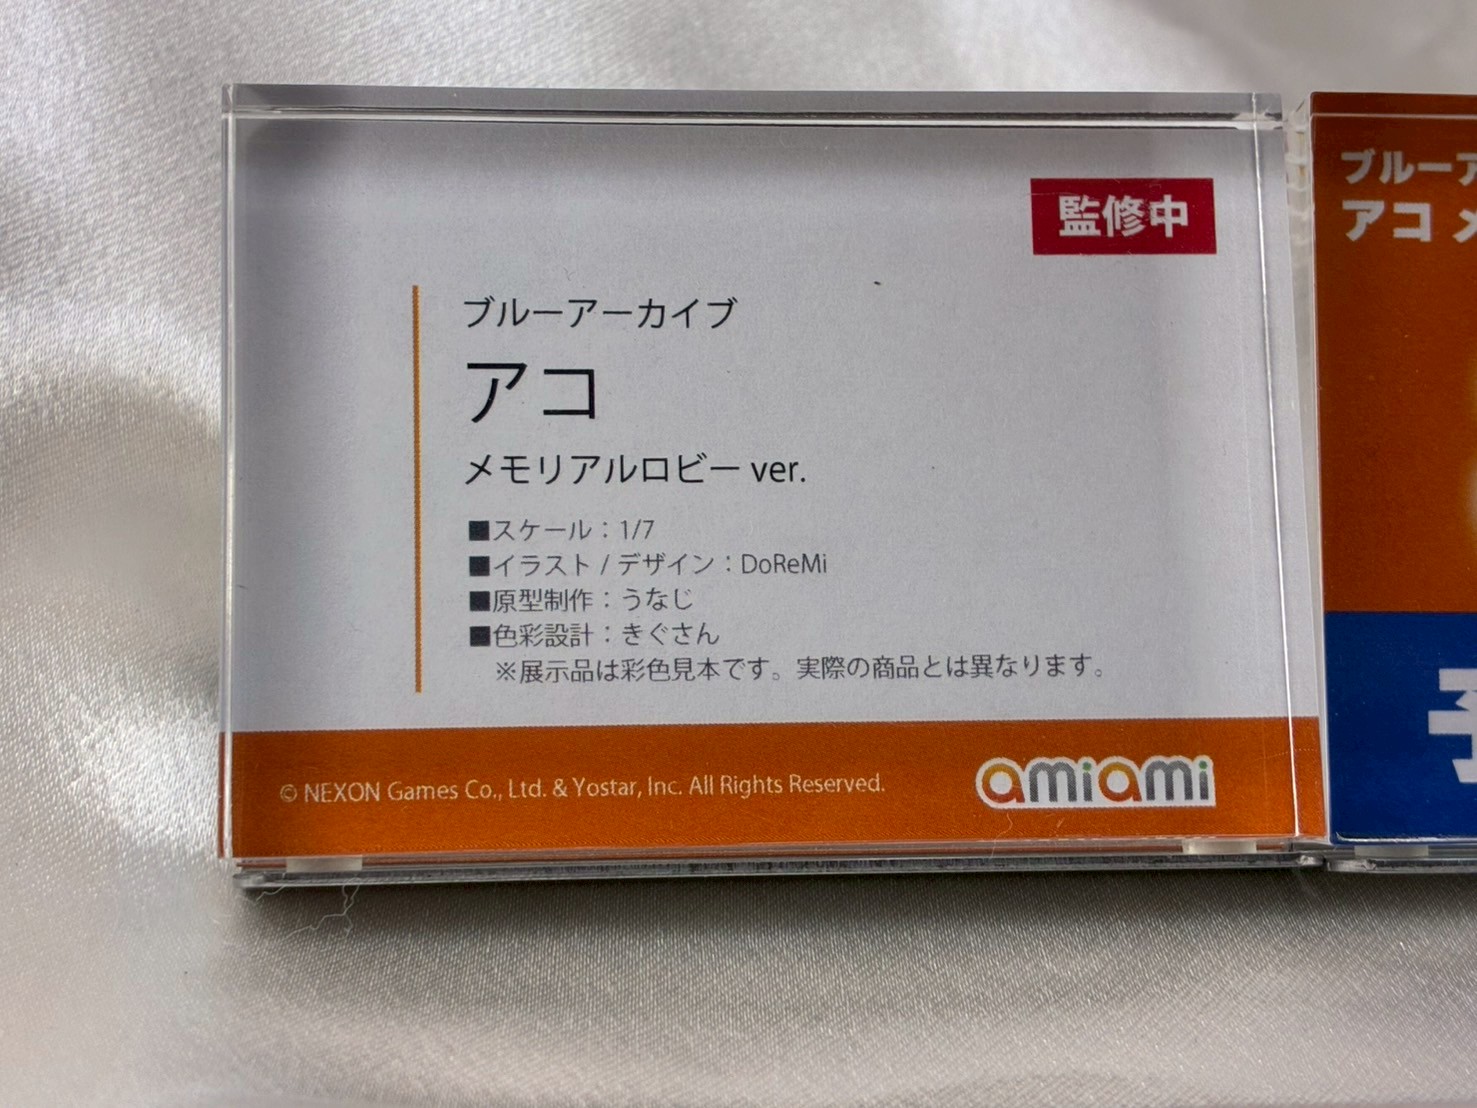 監修中
ブルーアーカイブ
アコ
メモリアルロビー ver.
■スケール：1/7
■イラスト / デザイン：DoReMi
■原型制作：うなじ
■色彩設計：きぐさん
※展示品は彩色見本です。実際の商品とは異なります。
© NEXON Games Co., Ltd. & Yostar, Inc. All Rights Reserved.
amiami
ブルーア
アコ メ